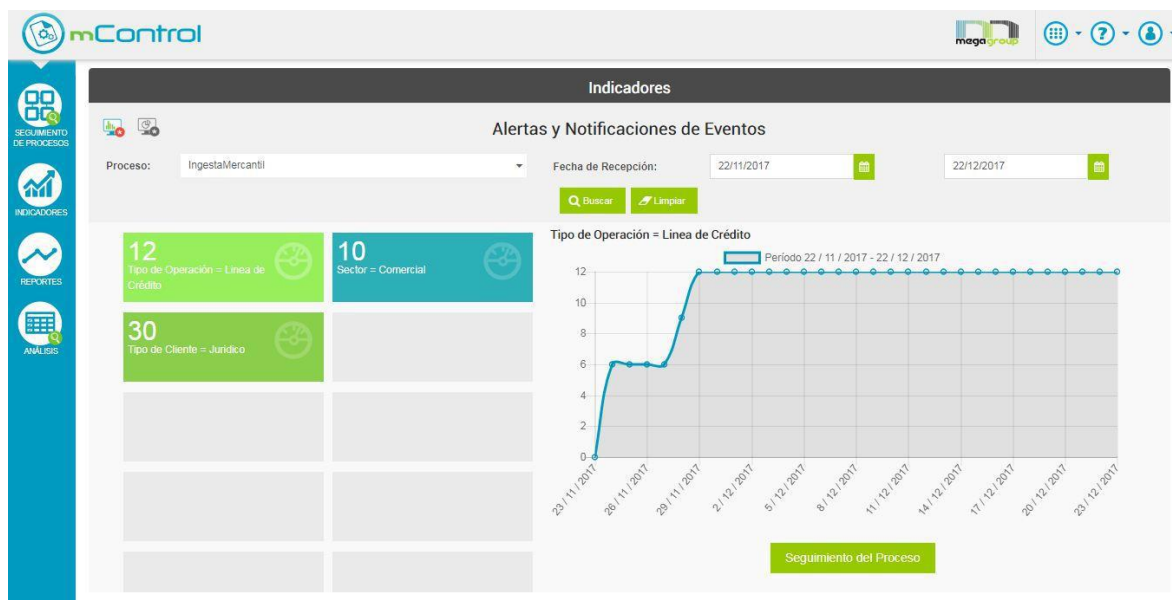 mControl
megagroup
?
Indicadores
SEGUIMIENTO
DE PROCESOS
INDICADORES
REPORTES
ANÁLISIS
Alertas y Notificaciones de Eventos
Proceso:
IngestaMercantil
Fecha de Recepción:
22/11/2017
22/12/2017
Buscar
Limpiar
12
Tipo de Operación = Linea de
Crédito
10
Sector = Comercial
30
Tipo de Cliente = Juridico
Tipo de Operación = Linea de Crédito
Período 22 / 11 / 2017 - 22 / 12 / 2017
12
10
8
6
4
2
0
23 / 11 / 2017
26 / 11 / 2017
29 / 11 / 2017
2 / 12 / 2017
5 / 12 / 2017
8 / 12 / 2017
11 / 12 / 2017
14 / 12 / 2017
17 / 12 / 2017
20 / 12 / 2017
23 / 12 / 2017
Seguimiento del Proceso